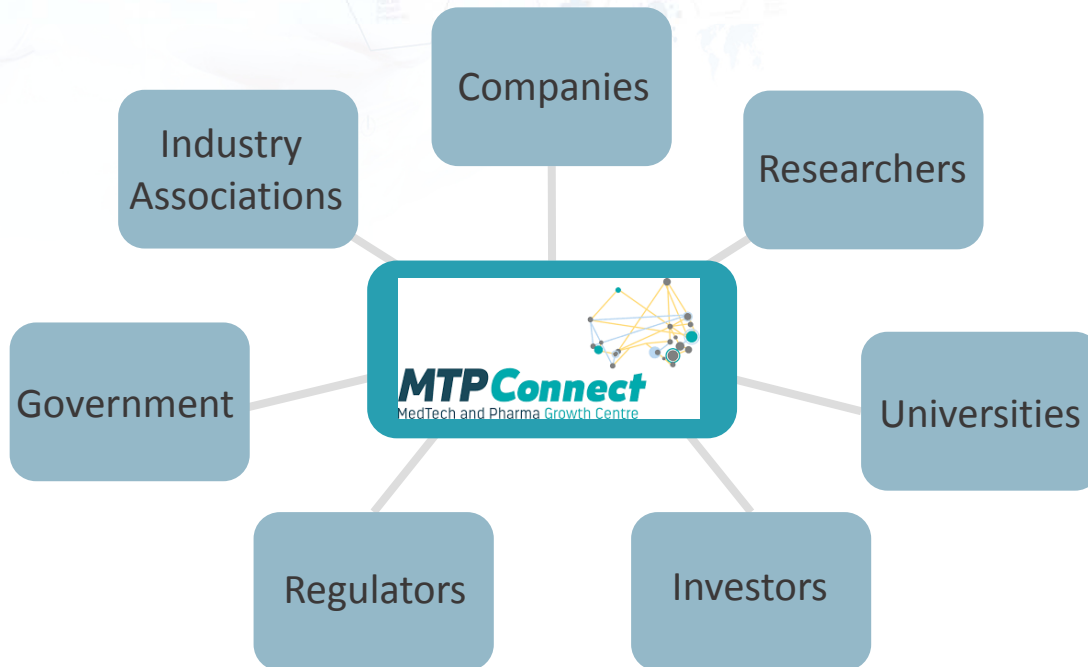 Companies
Industry
Associations
Researchers
MTPConnect
MedTech and Pharma Growth Centre
Government
Universities
Regulators
Investors